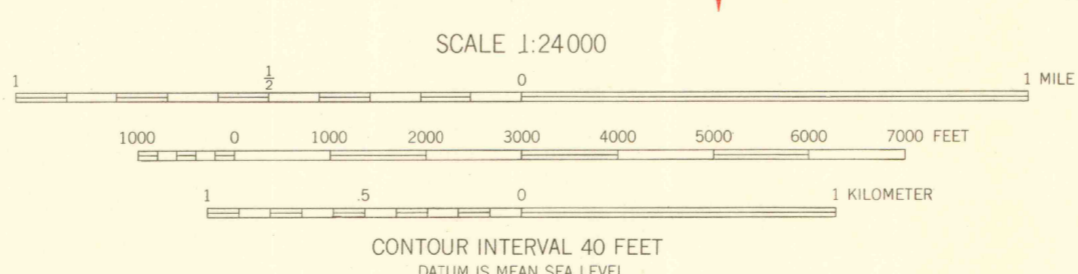 SCALE 1:24000
1 ½ 0 1 MILE
1000 0 1000 2000 3000 4000 5000 6000 7000 FEET
1 .5 0 1 KILOMETER
CONTOUR INTERVAL 40 FEET
DATUM IS MEAN SEA LEVEL